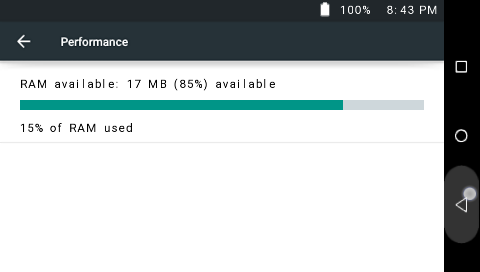 100% 8:43 PM
Performance
RAM available: 17 MB (85%) available
15% of RAM used